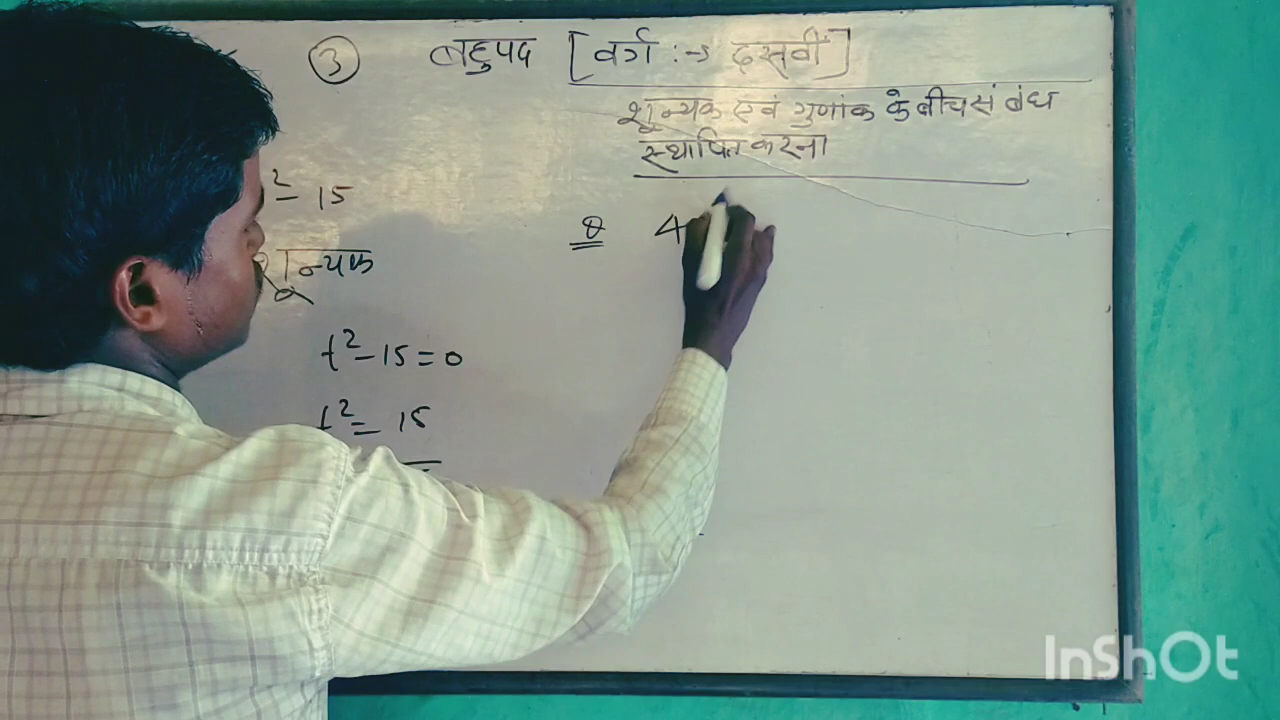 ③ बहुपद [वर्ग :→ दसवीं]
शून्यक एवं गुणांक के बीच संबंध
स्थापित करना
² - 15
शून्यक
t² - 15 = 0
t² = 15
Q 4
InShOt